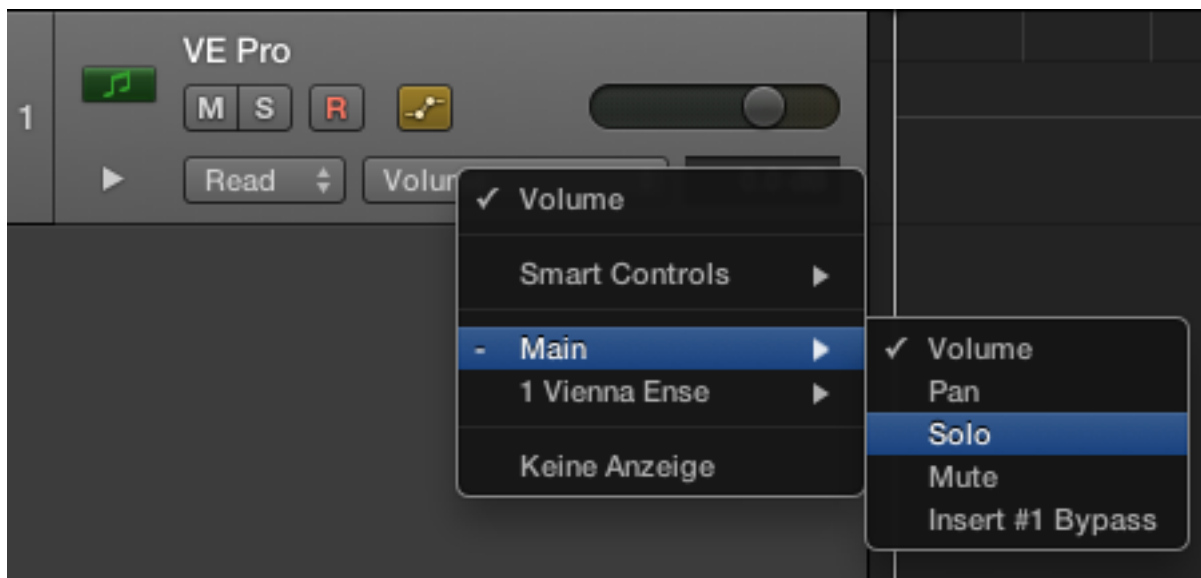 VE Pro
1
M S R
Read Volu
✓ Volume
Smart Controls
- Main
1 Vienna Ense
Keine Anzeige
✓ Volume
Pan
Solo
Mute
Insert #1 Bypass